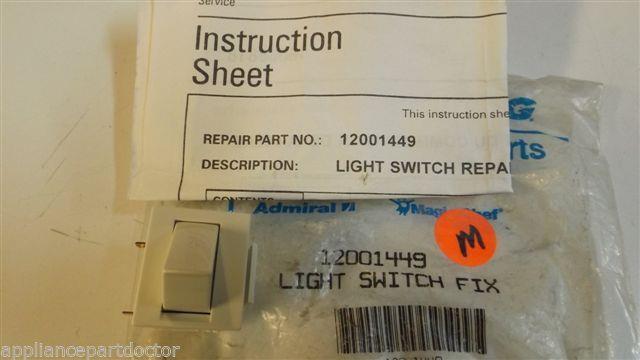 Service
Instruction
Sheet
This instruction she
REPAIR PART NO.: 12001449
DESCRIPTION: LIGHT SWITCH REPA
CONTENTS
G
rts
Admiral
Magic Chef
M
12001449
LIGHT SWITCH FIX
© appliancepartdoctor